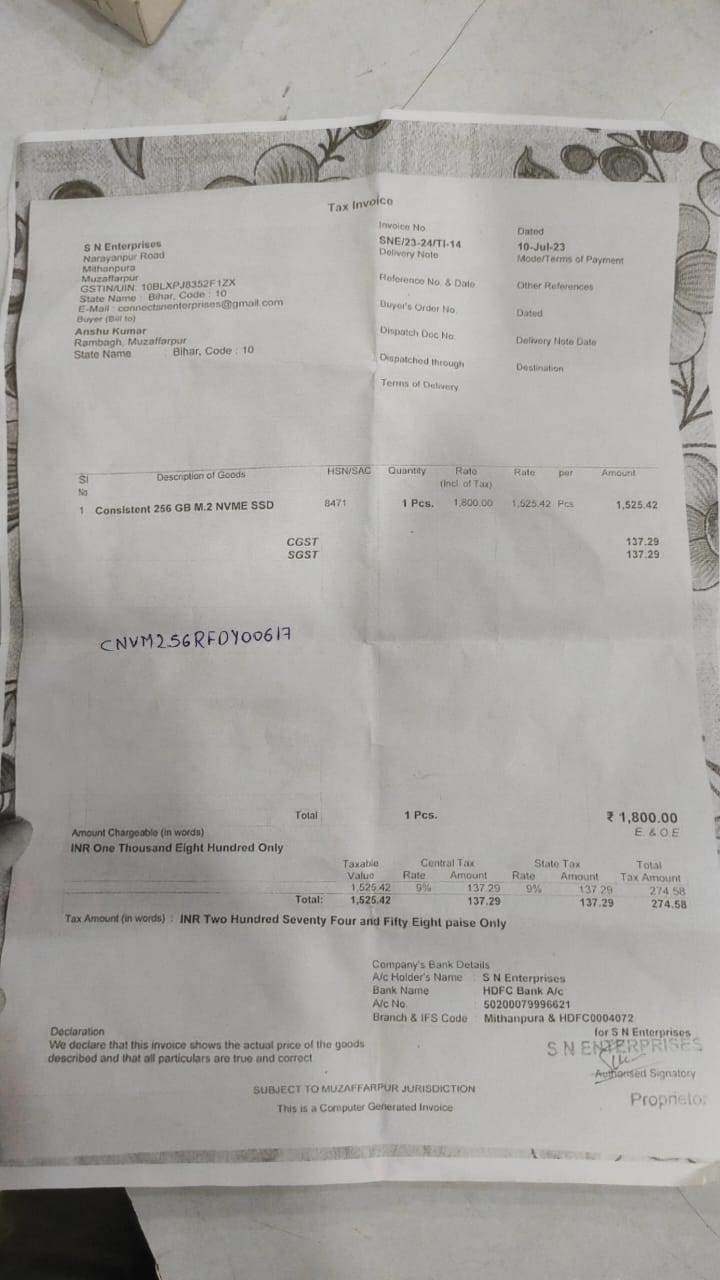 Tax Invoice
S N Enterprises
Narayanpur Road
Mithanpura
Muzaffarpur
GSTIN/UIN: 10BLXPJ8352F1ZX
State Name : Bihar, Code : 10
E-Mail : connectsnenterprises@gmail.com
Buyer (Bill to)
Anshu Kumar
Rambagh, Muzaffarpur
State Name : Bihar, Code : 10
Invoice No. Dated
SNE/23-24/TI-14 10-Jul-23
Delivery Note Mode/Terms of Payment
Reference No. & Date Other References
Buyer's Order No. Dated
Dispatch Doc No. Delivery Note Date
Dispatched through Destination
Terms of Delivery
Sl Description of Goods HSN/SAC Quantity Rate Rate per Amount
No (Incl. of Tax)
1 Consistent 256 GB M.2 NVME SSD 8471 1 Pcs. 1,800.00 1,525.42 Pcs 1,525.42
CGST 137.29
SGST 137.29
CNVM256RFDY00617
Total 1 Pcs. ₹ 1,800.00
Amount Chargeable (in words) E. & O E
INR One Thousand Eight Hundred Only
Taxable Central Tax State Tax Total
Value Rate Amount Rate Amount Tax Amount
1,525.42 9% 137.29 9% 137.29 274.58
Total: 1,525.42 137.29 137.29 274.58
Tax Amount (in words) : INR Two Hundred Seventy Four and Fifty Eight paise Only
Company's Bank Details
A/c Holder's Name : S N Enterprises
Bank Name : HDFC Bank A/c
A/c No. : 50200079996621
Branch & IFS Code : Mithanpura & HDFC0004072
Declaration
We declare that this invoice shows the actual price of the goods
described and that all particulars are true and correct
for S N Enterprises
S N ENTERPRISES
Authorised Signatory
Proprietor
SUBJECT TO MUZAFFARPUR JURISDICTION
This is a Computer Generated Invoice